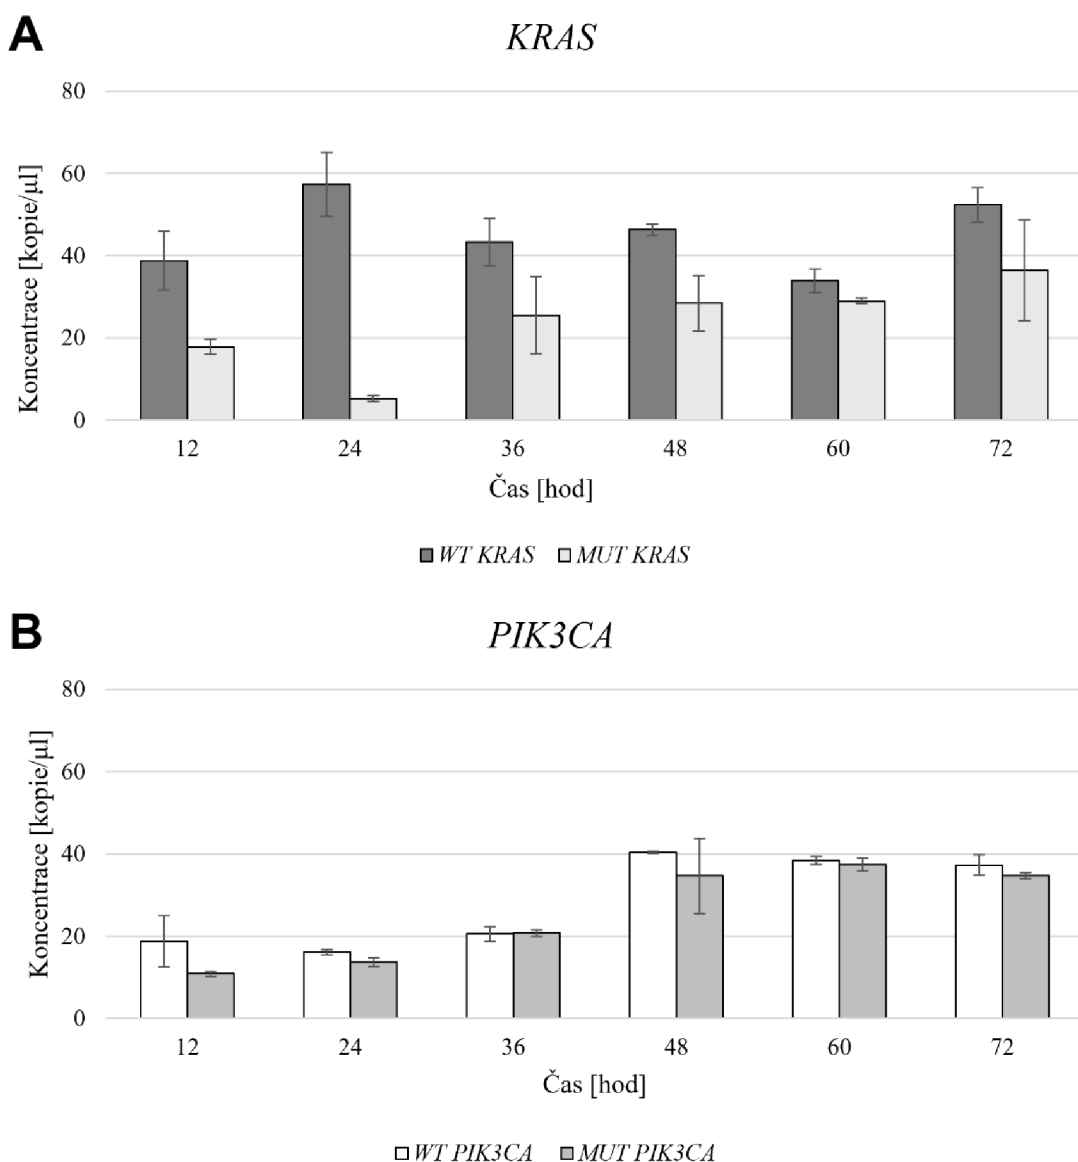 A
KRAS
Koncentrace [kopie/µl]
80
60
40
20
0
12 24 36 48 60 72
Čas [hod]
WT KRAS MUT KRAS
B
PIK3CA
Koncentrace [kopie/µl]
80
60
40
20
0
12 24 36 48 60 72
Čas [hod]
WT PIK3CA MUT PIK3CA